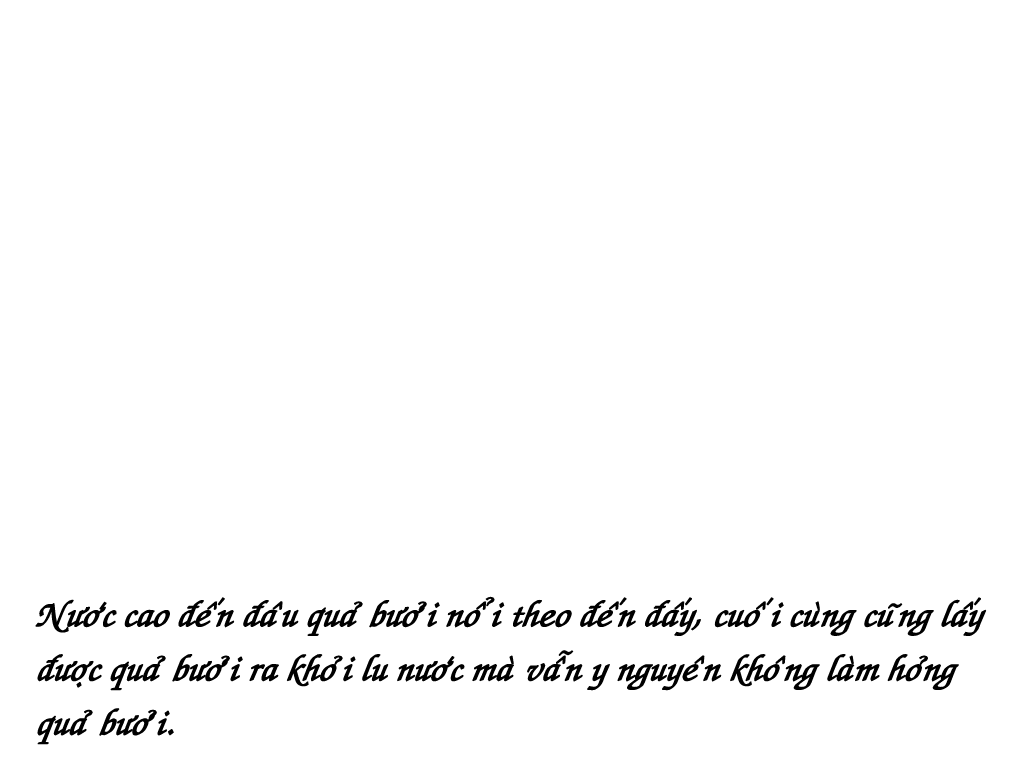 Nước cao đến đâu quả bưởi nổi theo đến đấy, cuối cùng cũng lấy
được quả bưởi ra khỏi lu nước mà vẫn y nguyên không làm hỏng
quả bưởi.